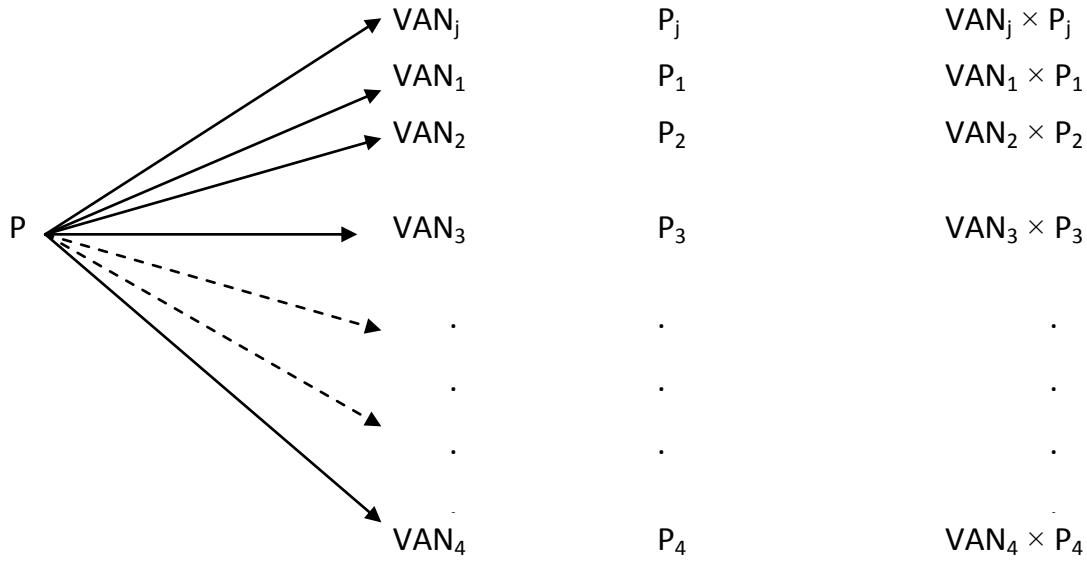 VANⱼ Pⱼ VANⱼ × Pⱼ
VAN₁ P₁ VAN₁ × P₁
VAN₂ P₂ VAN₂ × P₂
P VAN₃ P₃ VAN₃ × P₃
. . .
. . .
. . .
. .
VAN₄ P₄ VAN₄ × P₄